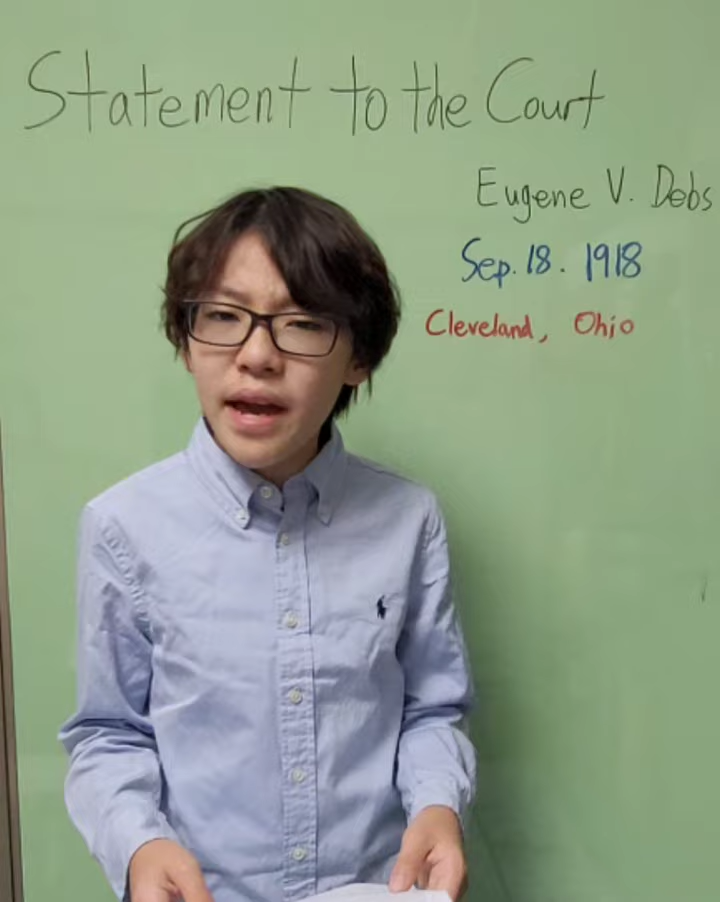 Statement to the Court
Eugene V. Debs
Sep. 18. 1918
Cleveland, Ohio